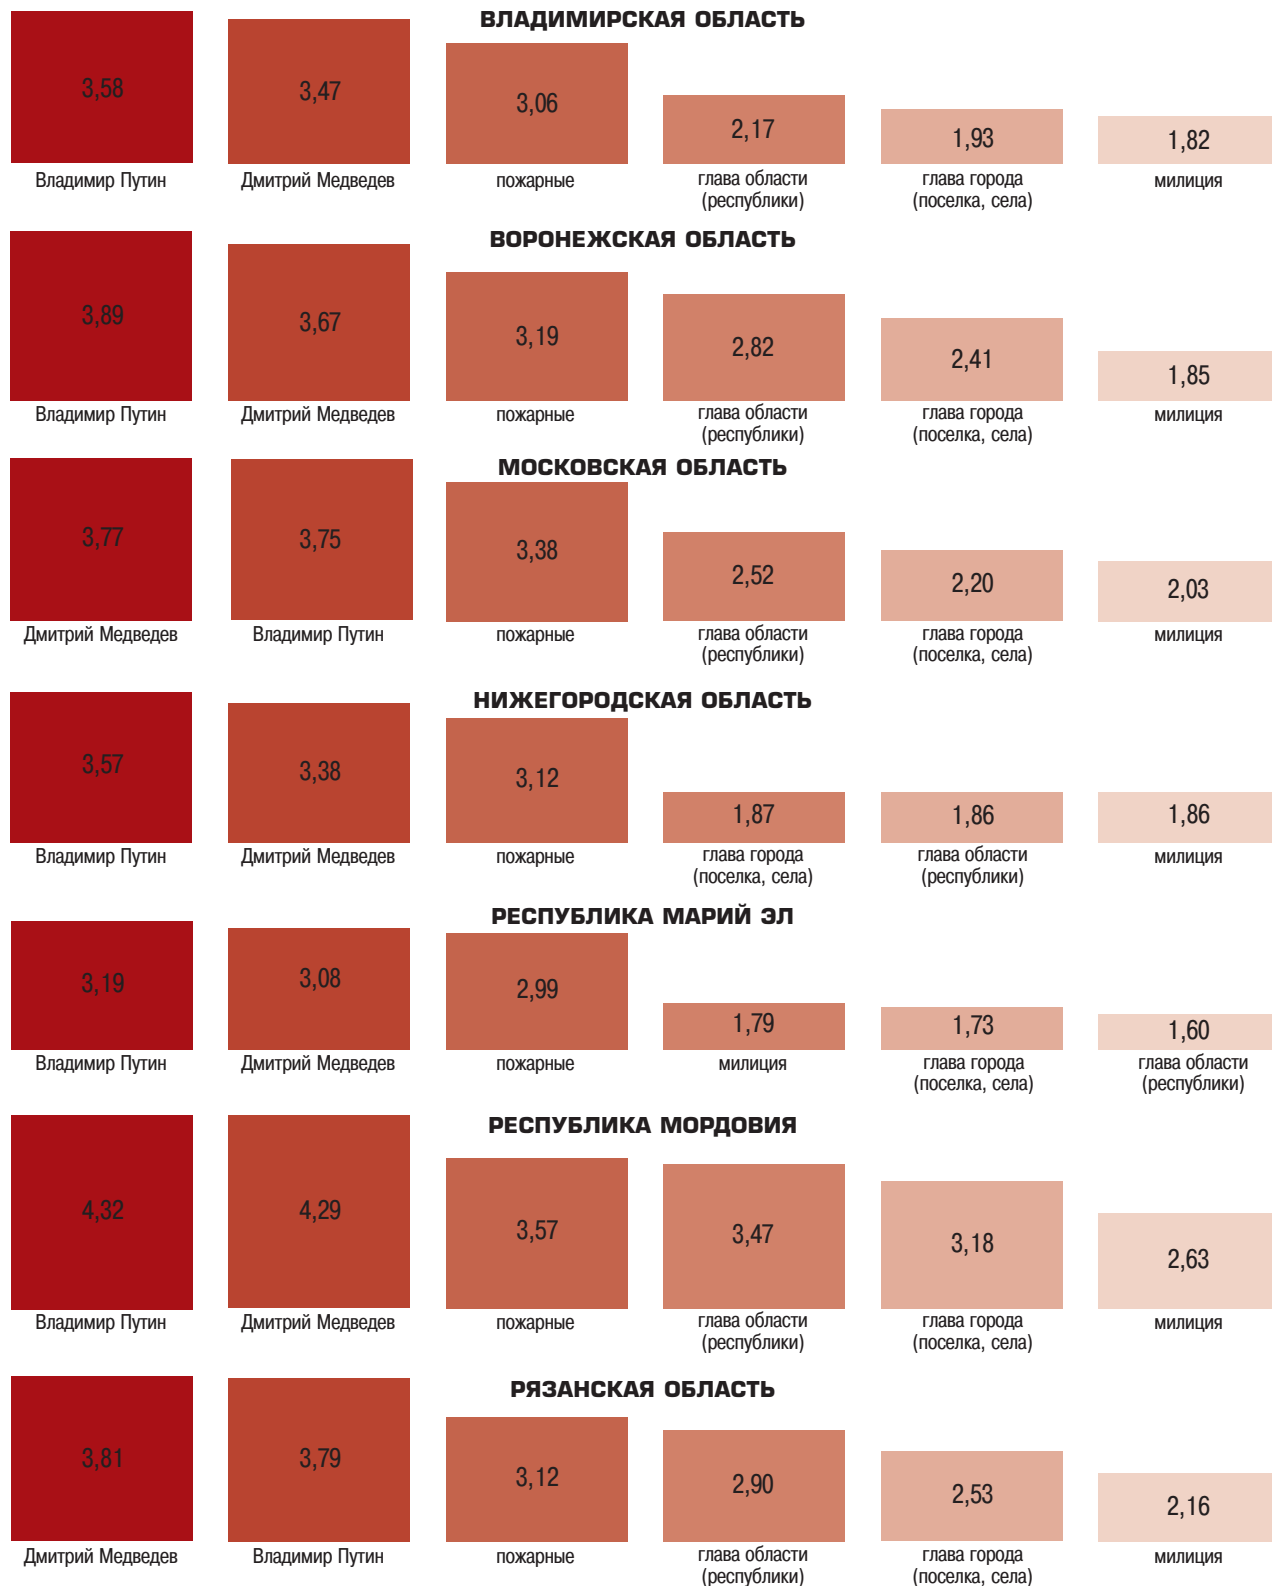 ВЛАДИМИРСКАЯ ОБЛАСТЬ
3,58 3,47 3,06 2,17 1,93 1,82
Владимир Путин Дмитрий Медведев пожарные глава области глава города милиция
(республики) (поселка, села)
ВОРОНЕЖСКАЯ ОБЛАСТЬ
3,89 3,67 3,19 2,82 2,41 1,85
Владимир Путин Дмитрий Медведев пожарные глава области глава города милиция
(республики) (поселка, села)
МОСКОВСКАЯ ОБЛАСТЬ
3,77 3,75 3,38 2,52 2,20 2,03
Дмитрий Медведев Владимир Путин пожарные глава области глава города милиция
(республики) (поселка, села)
НИЖЕГОРОДСКАЯ ОБЛАСТЬ
3,57 3,38 3,12 1,87 1,86 1,86
Владимир Путин Дмитрий Медведев пожарные глава города глава области милиция
(поселка, села) (республики)
РЕСПУБЛИКА МАРИЙ ЭЛ
3,19 3,08 2,99 1,79 1,73 1,60
Владимир Путин Дмитрий Медведев пожарные милиция глава города глава области
(поселка, села) (республики)
РЕСПУБЛИКА МОРДОВИЯ
4,32 4,29 3,57 3,47 3,18 2,63
Владимир Путин Дмитрий Медведев пожарные глава области глава города милиция
(республики) (поселка, села)
РЯЗАНСКАЯ ОБЛАСТЬ
3,81 3,79 3,12 2,90 2,53 2,16
Дмитрий Медведев Владимир Путин пожарные глава области глава города милиция
(республики) (поселка, села)